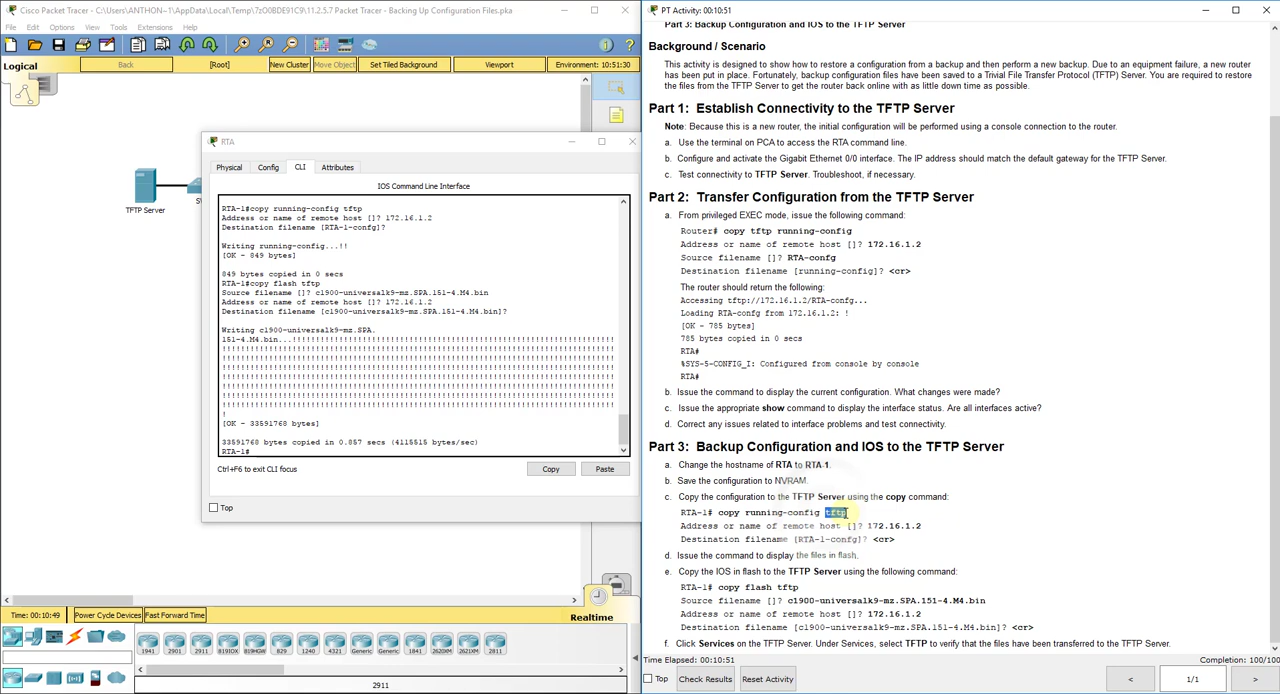 Cisco Packet Tracer - C:\Users\ANTHON~1\AppData\Local\Temp\7zO0BDE91C9\11.2.5.7 Packet Tracer - Backing Up Configuration Files.pka
File Edit Options View Tools Extensions Help
Logical
Back
[Root]
New Cluster
Move Object
Set Tiled Background
Viewport
Environment: 10:51:30
TFTP Server
RTA
Physical
Config
CLI
Attributes
IOS Command Line Interface
RTA-1#copy running-config tftp
Address or name of remote host []? 172.16.1.2
Destination filename [RTA-1-confg]?
Writing running-config...!!
[OK - 849 bytes]
849 bytes copied in 0 secs
RTA-1#copy flash tftp
Source filename []? c1900-universalk9-mz.SPA.151-4.M4.bin
Address or name of remote host []? 172.16.1.2
Destination filename [c1900-universalk9-mz.SPA.151-4.M4.bin]?
Writing c1900-universalk9-mz.SPA.
151-4.M4.bin...!!!!!!!!!!!!!!!!!!!!!!!!!!!!!!!!!!!!!!!!!!!!!!!!!!!!!!!!!!!!!!!
!!!!!!!!!!!!!!!!!!!!!!!!!!!!!!!!!!!!!!!!!!!!!!!!!!!!!!!!!!!!!!!!!!!!!!!!!!!!!!
!!!!!!!!!!!!!!!!!!!!!!!!!!!!!!!!!!!!!!!!!!!!!!!!!!!!!!!!!!!!!!!!!!!!!!!!!!!!!!
!!!!!!!!!!!!!!!!!!!!!!!!!!!!!!!!!!!!!!!!!!!!!!!!!!!!!!!!!!!!!!!!!!!!!!!!!!!!!!
!!!!!!!!!!!!!!!!!!!!!!!!!!!!!!!!!!!!!!!!!!!!!!!!!!!!!!!!!!!!!!!!!!!!!!!!!!!!!!
!!!!!!!!!!!!!!!!!!!!!!!!!!!!!!!!!!!!!!!!!!!!!!!!!!!!!!!!!!!!!!!!!!!!!!!!!!!!!!
!!!!!!!!!!!!!!!!!!!!!!!!!!!!!!!!!!!!!!!!!!!!!!!!!!!!!!!!!!!!!!!!!!!!!!!!!!!!!!
!!!!!!!!!!!!!!!!!!!!!!!!!!!!!!!!!!!!!!!!!!!!!!!!!!!!!!!!!!!!!!!!!!!!!!!!!!!!!!
!
[OK - 33591768 bytes]
33591768 bytes copied in 0.857 secs (4115515 bytes/sec)
RTA-1#
Ctrl+F6 to exit CLI focus
Copy
Paste
Top
Time: 00:10:49
Power Cycle Devices
Fast Forward Time
Realtime
1941 2901 2911 819IOX 819HGW 829 1240 4321 Generic Generic 1841 2620XM 2621XM 2811
2911
PT Activity: 00:10:51
Part 3: Backup Configuration and IOS to the TFTP Server
Background / Scenario
This activity is designed to show how to restore a configuration from a backup and then perform a new backup. Due to an equipment failure, a new router
has been put in place. Fortunately, backup configuration files have been saved to a Trivial File Transfer Protocol (TFTP) Server. You are required to restore
the files from the TFTP Server to get the router back online with as little down time as possible.
Part 1: Establish Connectivity to the TFTP Server
Note: Because this is a new router, the initial configuration will be performed using a console connection to the router.
a. Use the terminal on PCA to access the RTA command line.
b. Configure and activate the Gigabit Ethernet 0/0 interface. The IP address should match the default gateway for the TFTP Server.
c. Test connectivity to TFTP Server. Troubleshoot, if necessary.
Part 2: Transfer Configuration from the TFTP Server
a. From privileged EXEC mode, issue the following command:
Router# copy tftp running-config
Address or name of remote host []? 172.16.1.2
Source filename []? RTA-confg
Destination filename [running-config]? <cr>
The router should return the following:
Accessing tftp://172.16.1.2/RTA-confg...
Loading RTA-confg from 172.16.1.2: !
[OK - 785 bytes]
785 bytes copied in 0 secs
RTA#
%SYS-5-CONFIG_I: Configured from console by console
RTA#
b. Issue the command to display the current configuration. What changes were made?
c. Issue the appropriate show command to display the interface status. Are all interfaces active?
d. Correct any issues related to interface problems and test connectivity.
Part 3: Backup Configuration and IOS to the TFTP Server
a. Change the hostname of RTA to RTA-1.
b. Save the configuration to NVRAM.
c. Copy the configuration to the TFTP Server using the copy command:
RTA-1# copy running-config tftp
Address or name of remote host []? 172.16.1.2
Destination filename [RTA-1-confg]? <cr>
d. Issue the command to display the files in flash.
e. Copy the IOS in flash to the TFTP Server using the following command:
RTA-1# copy flash tftp
Source filename []? c1900-universalk9-mz.SPA.151-4.M4.bin
Address or name of remote host []? 172.16.1.2
Destination filename [c1900-universalk9-mz.SPA.151-4.M4.bin]? <cr>
f. Click Services on the TFTP Server. Under Services, select TFTP to verify that the files have been transferred to the TFTP Server.
Time Elapsed: 00:10:51
Completion: 100/100
Top
Check Results
Reset Activity
<
1/1
>